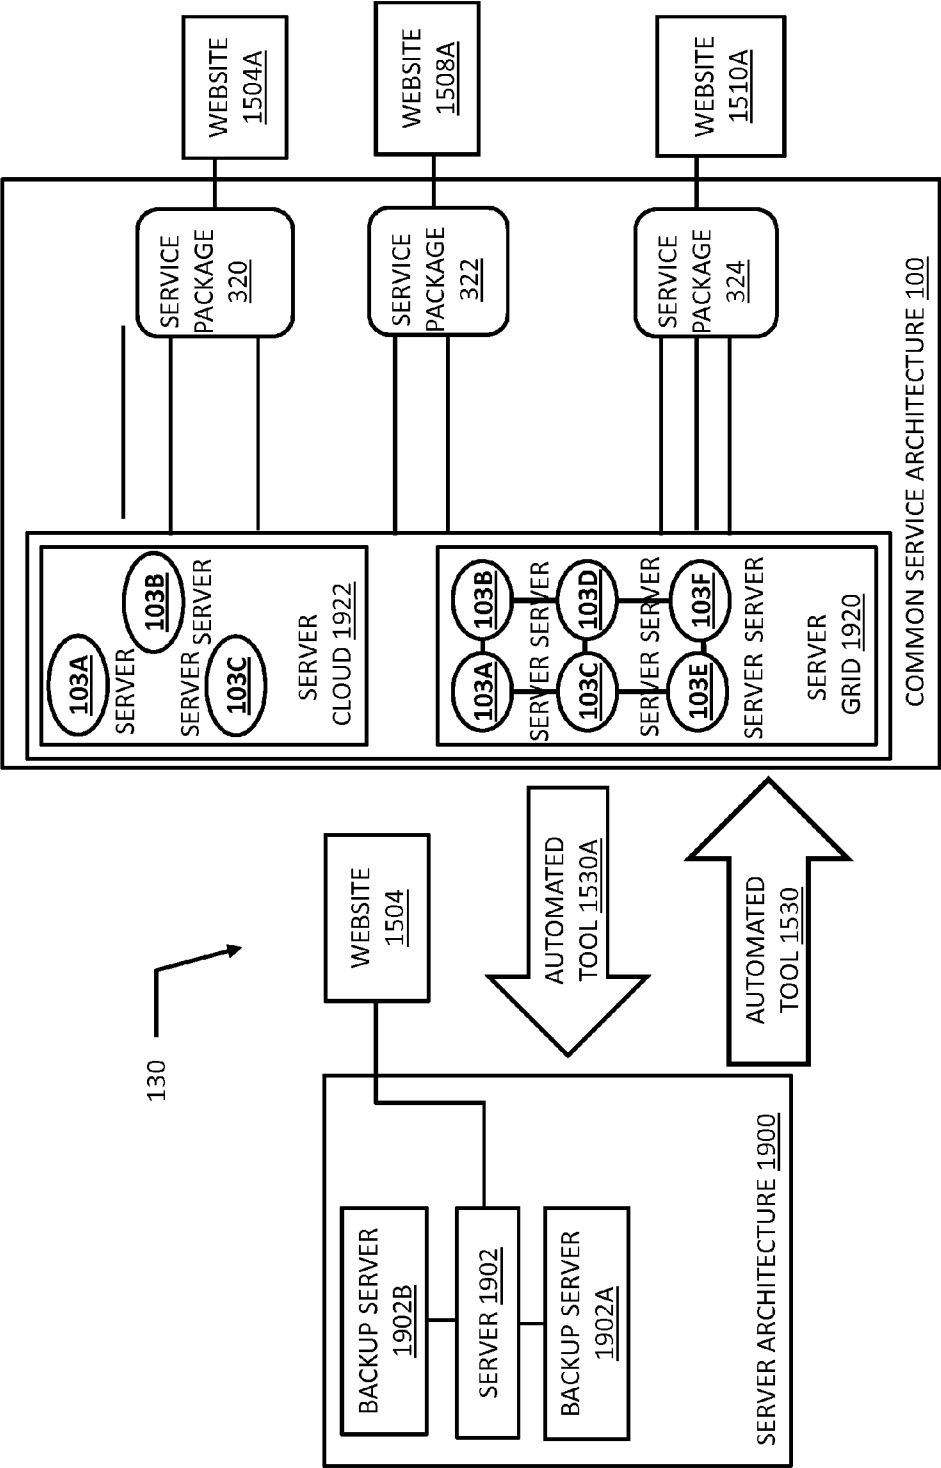 130
BACKUP SERVER
1902B
SERVER 1902
BACKUP SERVER
1902A
SERVER ARCHITECTURE 1900
WEBSITE
1504
AUTOMATED
TOOL 1530A
AUTOMATED
TOOL 1530
103A
SERVER
103B
SERVER
SERVER
103C
SERVER
CLOUD 1922
103A
103B
SERVER
SERVER
103C
103D
SERVER
SERVER
103E
103F
SERVER
SERVER
SERVER
GRID 1920
SERVICE
PACKAGE
320
SERVICE
PACKAGE
322
SERVICE
PACKAGE
324
COMMON SERVICE ARCHITECTURE 100
WEBSITE
1504A
WEBSITE
1508A
WEBSITE
1510A